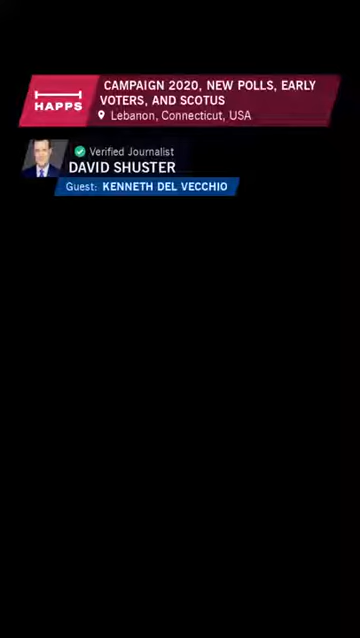 CAMPAIGN 2020, NEW POLLS, EARLY
VOTERS, AND SCOTUS
HAPPS
Lebanon, Connecticut, USA
Verified Journalist
DAVID SHUSTER
Guest: KENNETH DEL VECCHIO